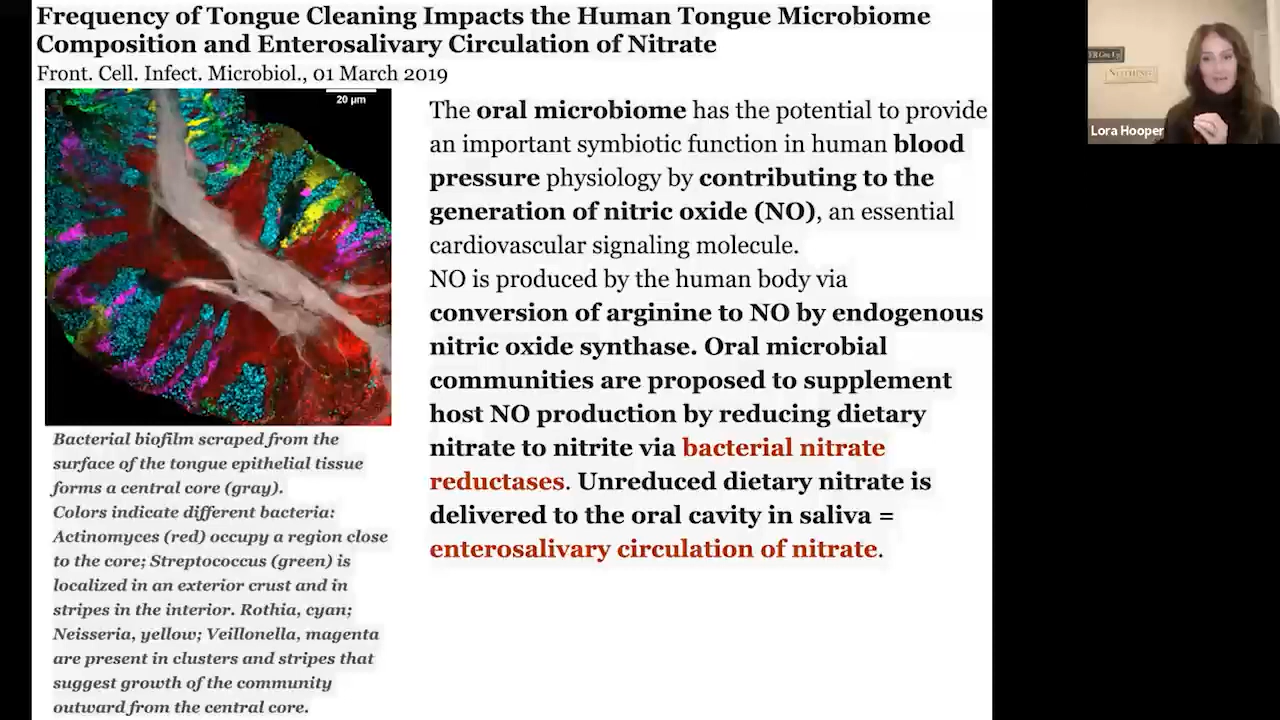 Frequency of Tongue Cleaning Impacts the Human Tongue Microbiome
Composition and Enterosalivary Circulation of Nitrate
Front. Cell. Infect. Microbiol., 01 March 2019
20 µm
Bacterial biofilm scraped from the
surface of the tongue epithelial tissue
forms a central core (gray).
Colors indicate different bacteria:
Actinomyces (red) occupy a region close
to the core; Streptococcus (green) is
localized in an exterior crust and in
stripes in the interior. Rothia, cyan;
Neisseria, yellow; Veillonella, magenta
are present in clusters and stripes that
suggest growth of the community
outward from the central core.
The oral microbiome has the potential to provide
an important symbiotic function in human blood
pressure physiology by contributing to the
generation of nitric oxide (NO), an essential
cardiovascular signaling molecule.
NO is produced by the human body via
conversion of arginine to NO by endogenous
nitric oxide synthase. Oral microbial
communities are proposed to supplement
host NO production by reducing dietary
nitrate to nitrite via bacterial nitrate
reductases. Unreduced dietary nitrate is
delivered to the oral cavity in saliva =
enterosalivary circulation of nitrate.
Give Up
NOTHING
Lora Hooper